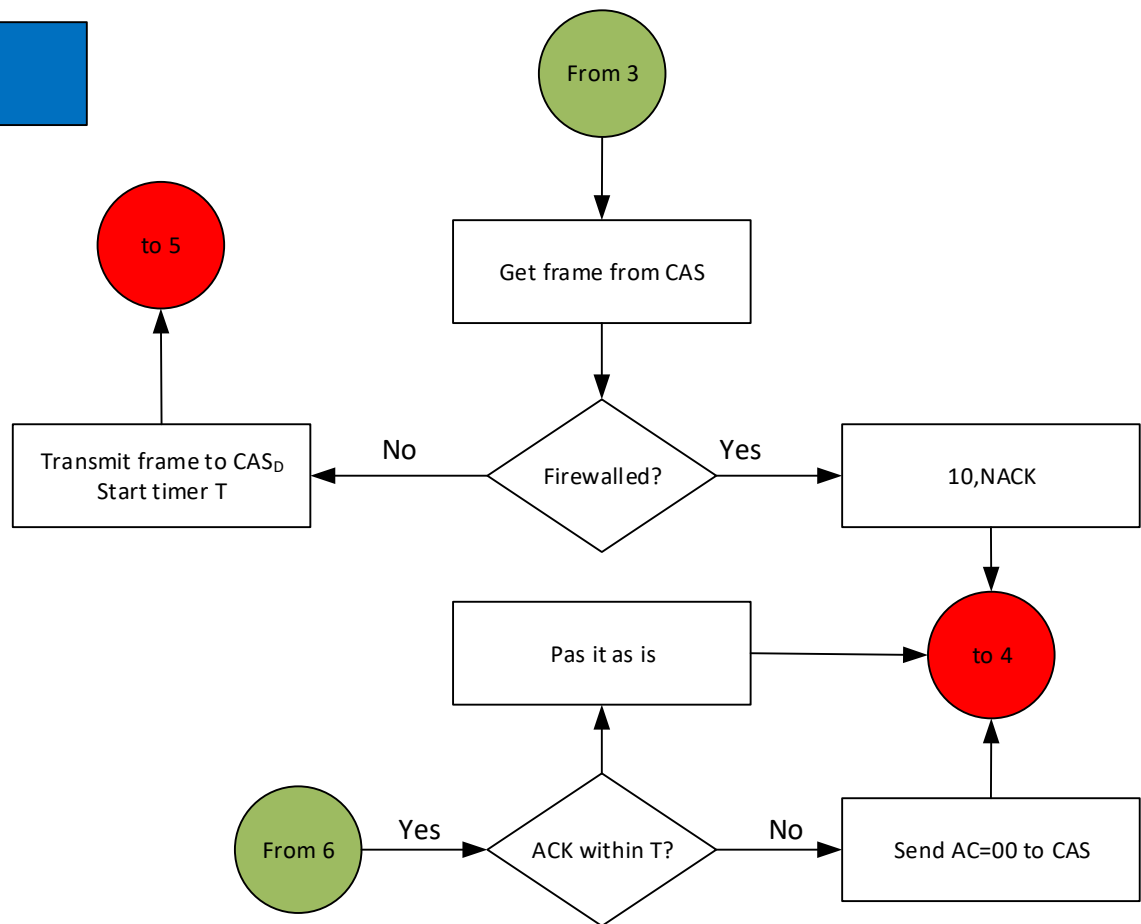 From 3
to 5
Get frame from CAS
No
Yes
Transmit frame to CAS_D
Start timer T
Firewalled?
10,NACK
Pas it as is
to 4
From 6
Yes
ACK within T?
No
Send AC=00 to CAS